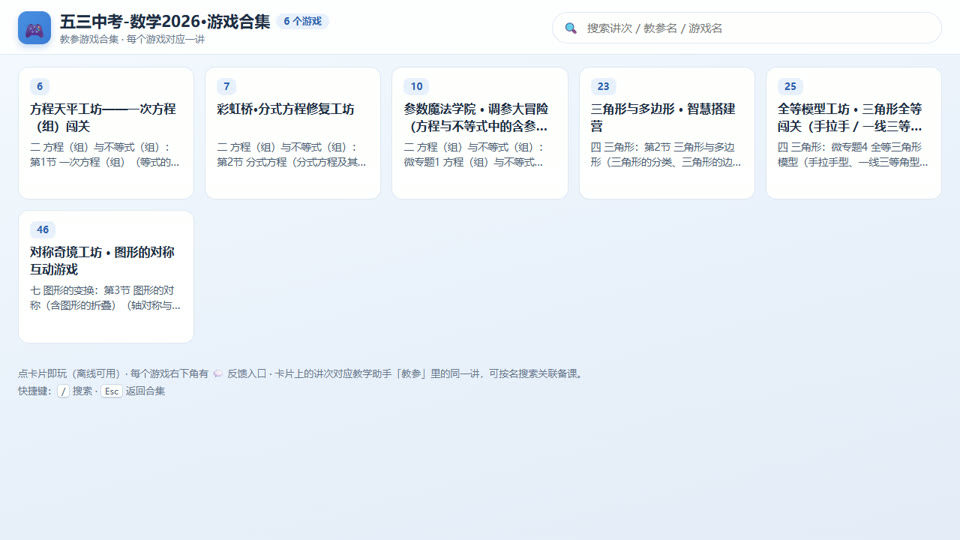 五三中考-数学2026·游戏合集 6 个游戏
教参游戏合集 · 每个游戏对应一讲
搜索讲次 / 教参名 / 游戏名
6
方程天平工坊——一次方程
（组）闯关
二 方程（组）与不等式（组）：
第1节 一次方程（组）（等式的...
7
彩虹桥·分式方程修复工坊
二 方程（组）与不等式（组）：
第2节 分式方程（分式方程及其...
10
参数魔法学院 · 调参大冒险
（方程与不等式中的含参...
二 方程（组）与不等式（组）：
微专题1 方程（组）与不等式...
23
三角形与多边形 · 智慧搭建
营
四 三角形：第2节 三角形与多边
形（三角形的分类、三角形的边...
25
全等模型工坊 · 三角形全等
闯关（手拉手 / 一线三等...
四 三角形：微专题4 全等三角形
模型（手拉手型、一线三等角型...
46
对称奇境工坊 · 图形的对称
互动游戏
七 图形的变换：第3节 图形的对
称（含图形的折叠）（轴对称与...
点卡片即玩（离线可用）· 每个游戏右下角有 反馈入口 · 卡片上的讲次对应教学助手「教参」里的同一讲，可按名搜索关联备课。
快捷键： / 搜索 · Esc 返回合集